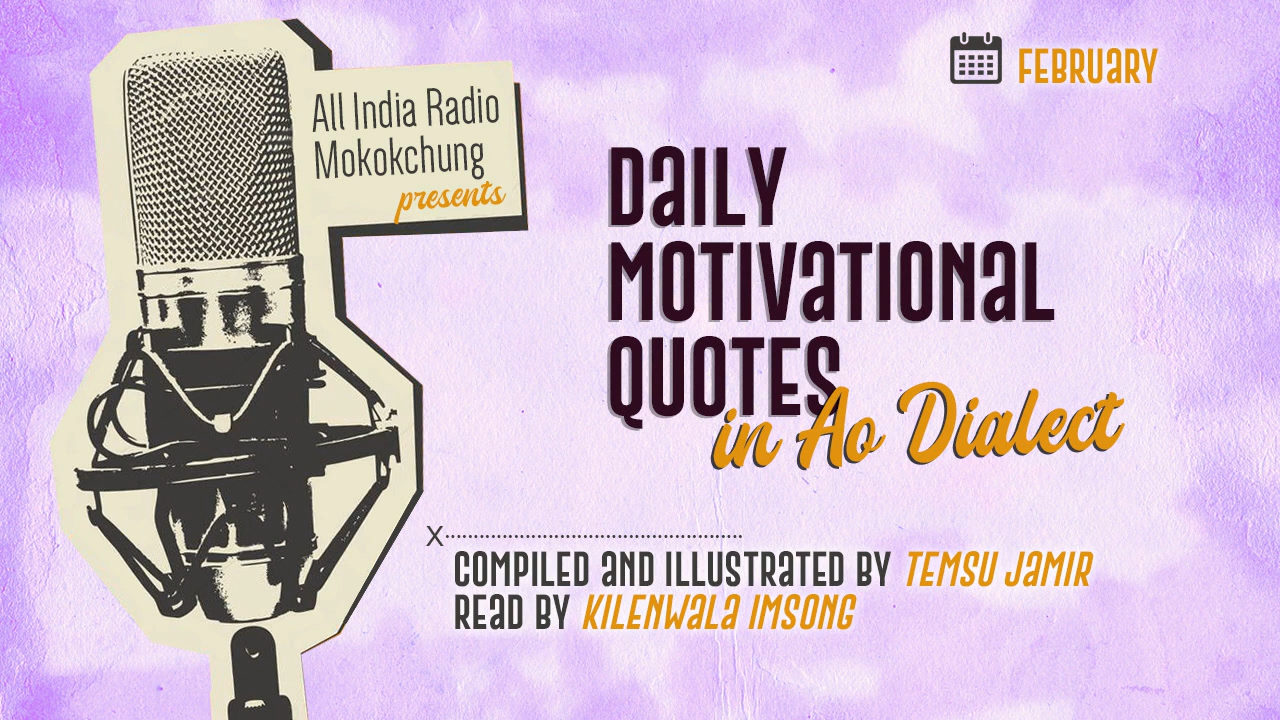 All India Radio
Mokokchung
presents
FEBRUARY
DAILY
MOTIVATIONAL
QUOTES
in Ao Dialect
X
COMPILED AND ILLUSTRATED BY TEMSU JAMIR
READ BY KILENWALA IMSONG